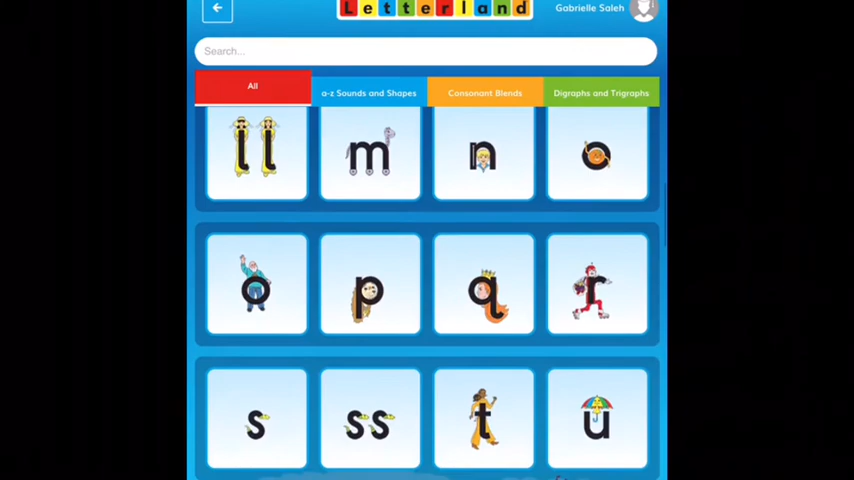 Letterland
Gabrielle Saleh
Search...
All
a-z Sounds and Shapes
Consonant Blends
Digraphs and Trigraphs
ll m n o
o p q r
s ss t u